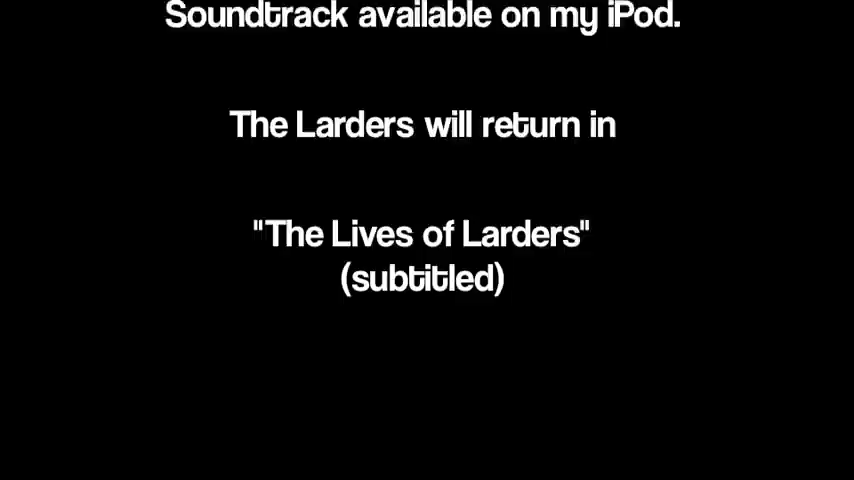 Soundtrack available on my iPod.
The Larders will return in
"The Lives of Larders"
(subtitled)